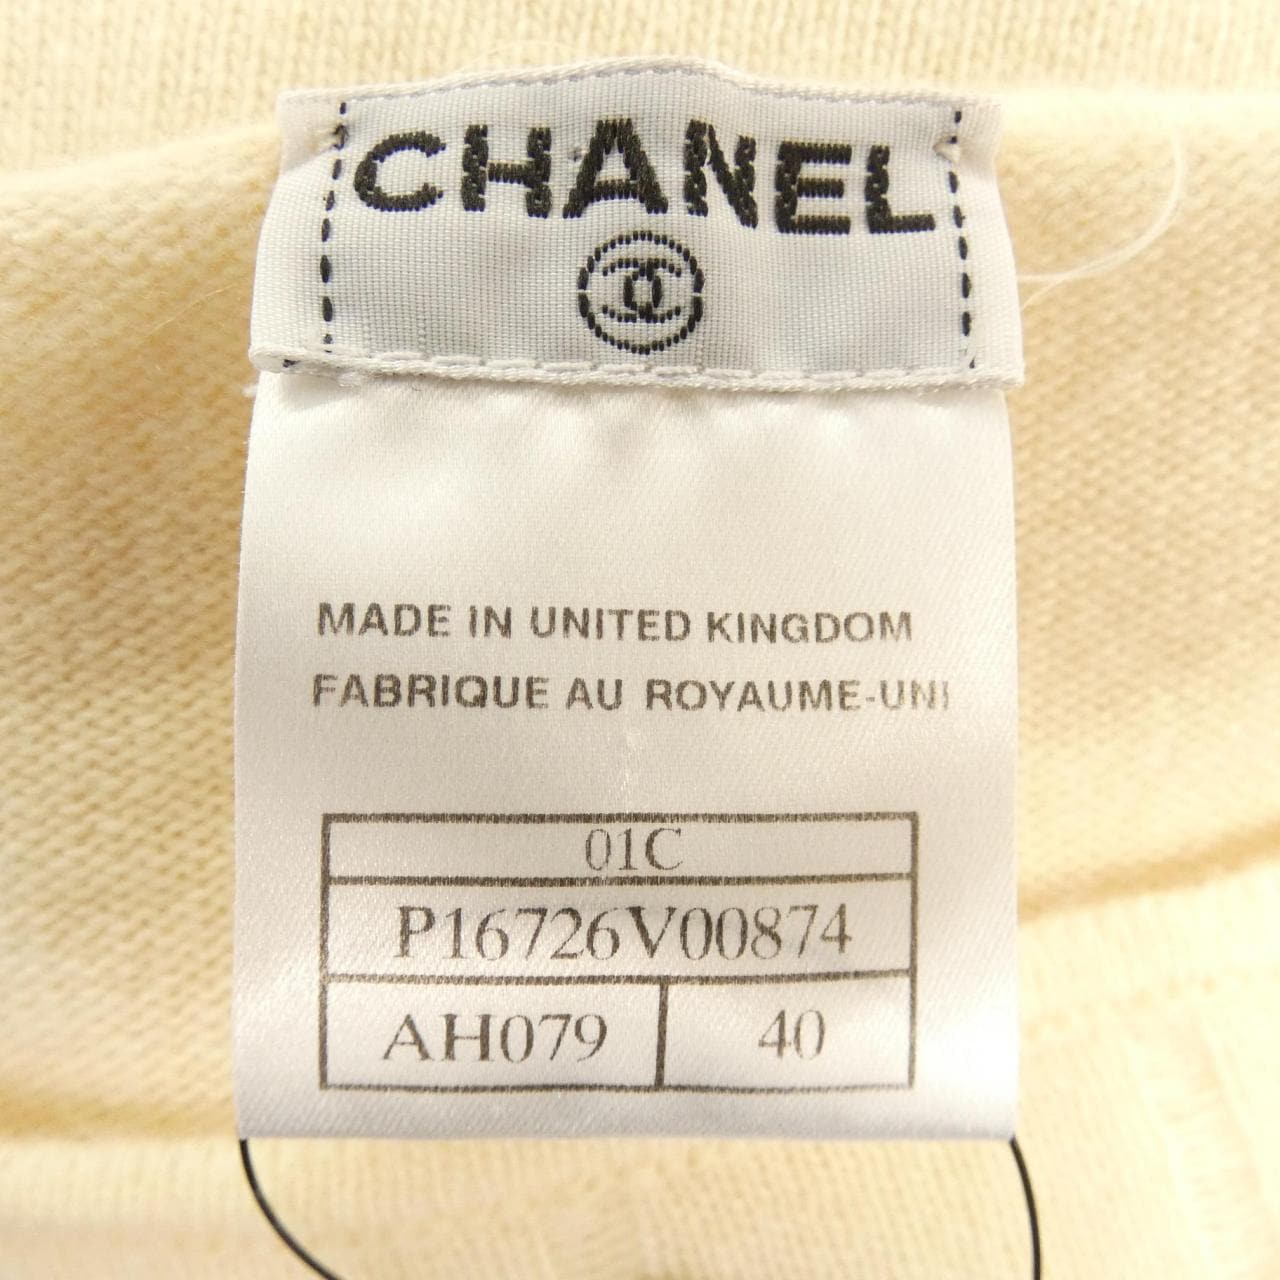 CHANEL
MADE IN UNITED KINGDOM
FABRIQUE AU ROYAUME-UNI
01C
P16726V00874
AH079 40